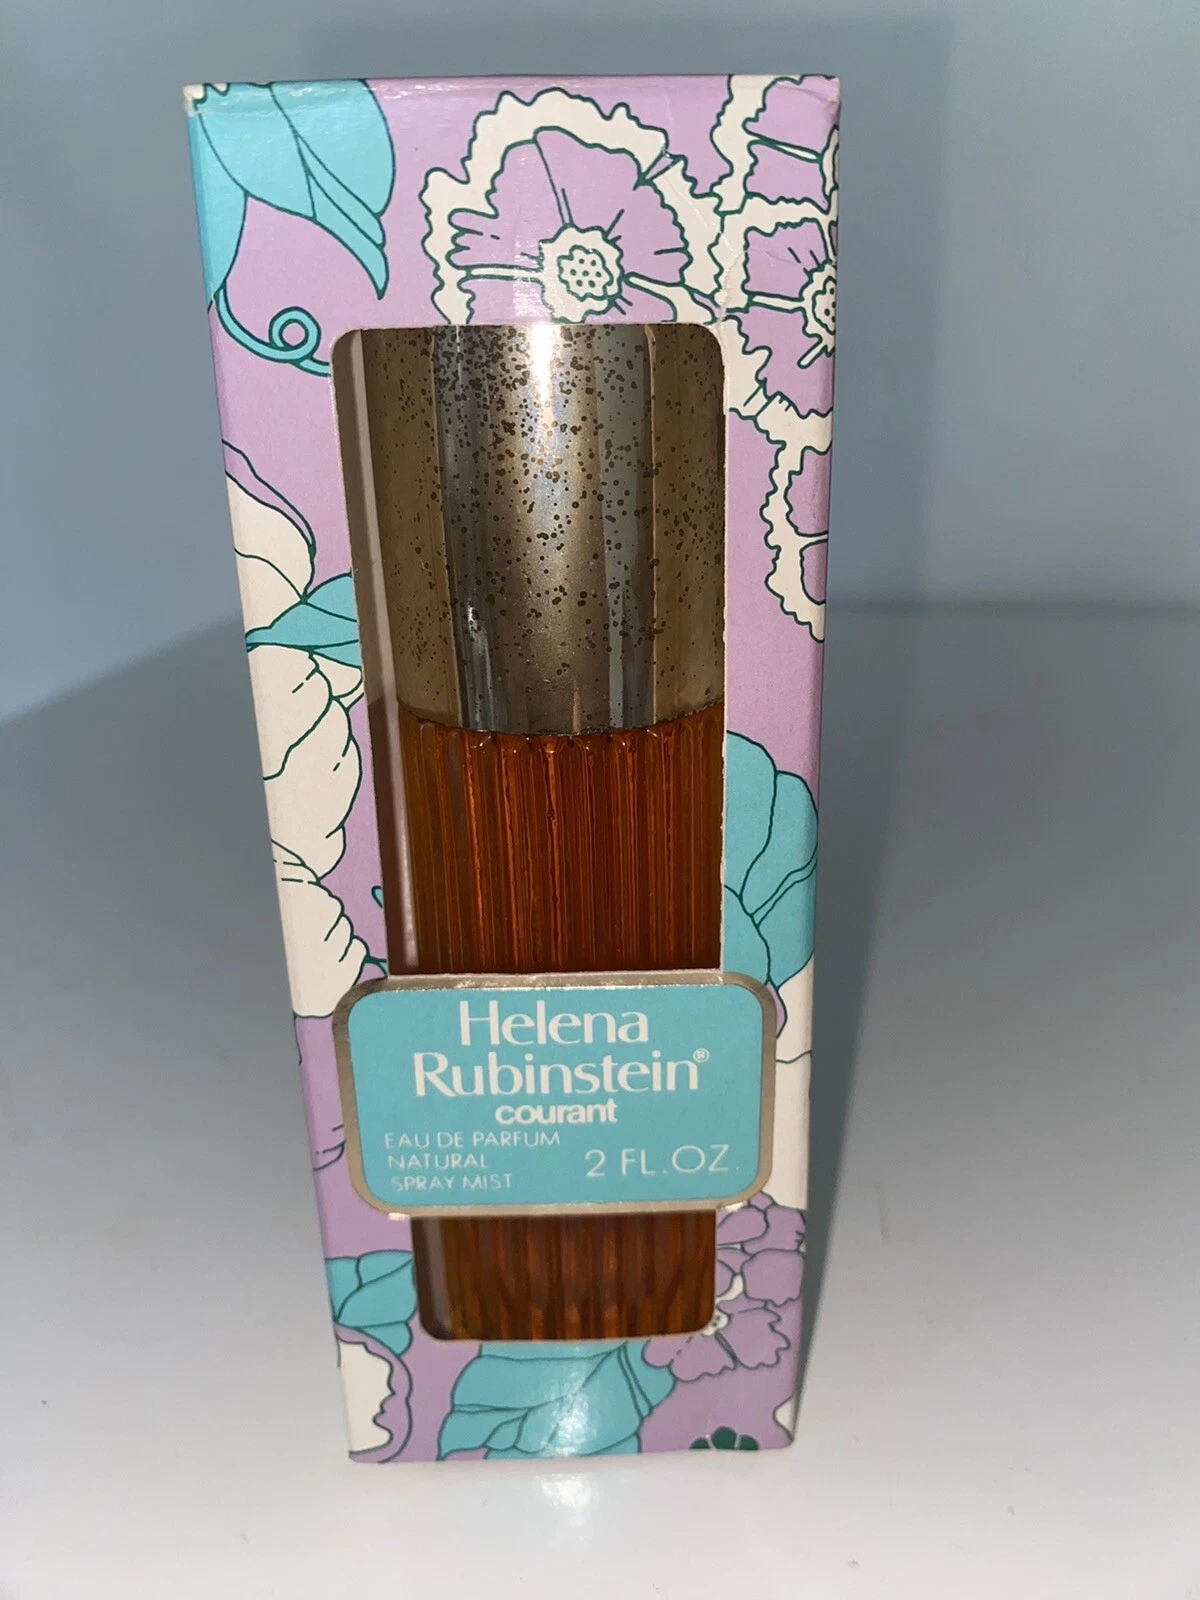 Helena
Rubinstein®
courant
EAU DE PARFUM
NATURAL
SPRAY MIST
2 FL.OZ.